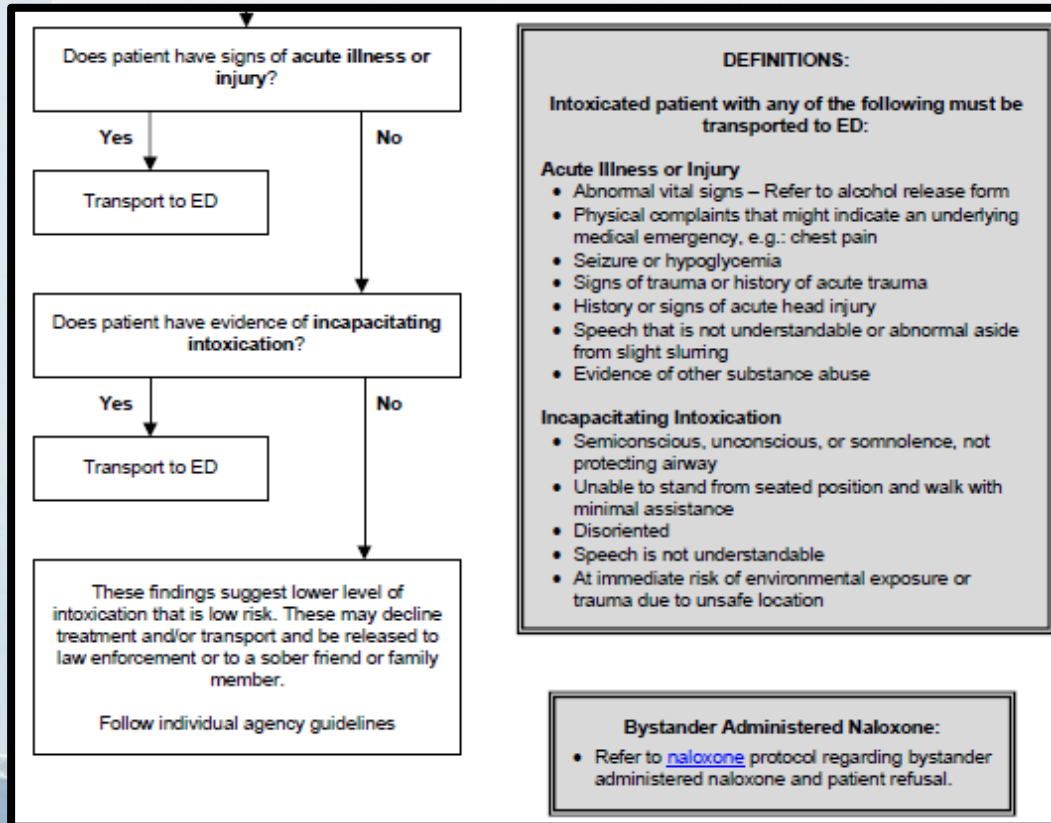 Does patient have signs of acute illness or
injury?
Yes
No
Transport to ED
Does patient have evidence of incapacitating
intoxication?
Yes
No
Transport to ED
These findings suggest lower level of
intoxication that is low risk. These may decline
treatment and/or transport and be released to
law enforcement or to a sober friend or family
member.
Follow individual agency guidelines
DEFINITIONS:
Intoxicated patient with any of the following must be
transported to ED:
Acute Illness or Injury
• Abnormal vital signs – Refer to alcohol release form
• Physical complaints that might indicate an underlying
medical emergency, e.g.: chest pain
• Seizure or hypoglycemia
• Signs of trauma or history of acute trauma
• History or signs of acute head injury
• Speech that is not understandable or abnormal aside
from slight slurring
• Evidence of other substance abuse
Incapacitating Intoxication
• Semiconscious, unconscious, or somnolence, not
protecting airway
• Unable to stand from seated position and walk with
minimal assistance
• Disoriented
• Speech is not understandable
• At immediate risk of environmental exposure or
trauma due to unsafe location
Bystander Administered Naloxone:
• Refer to naloxone protocol regarding bystander
administered naloxone and patient refusal.